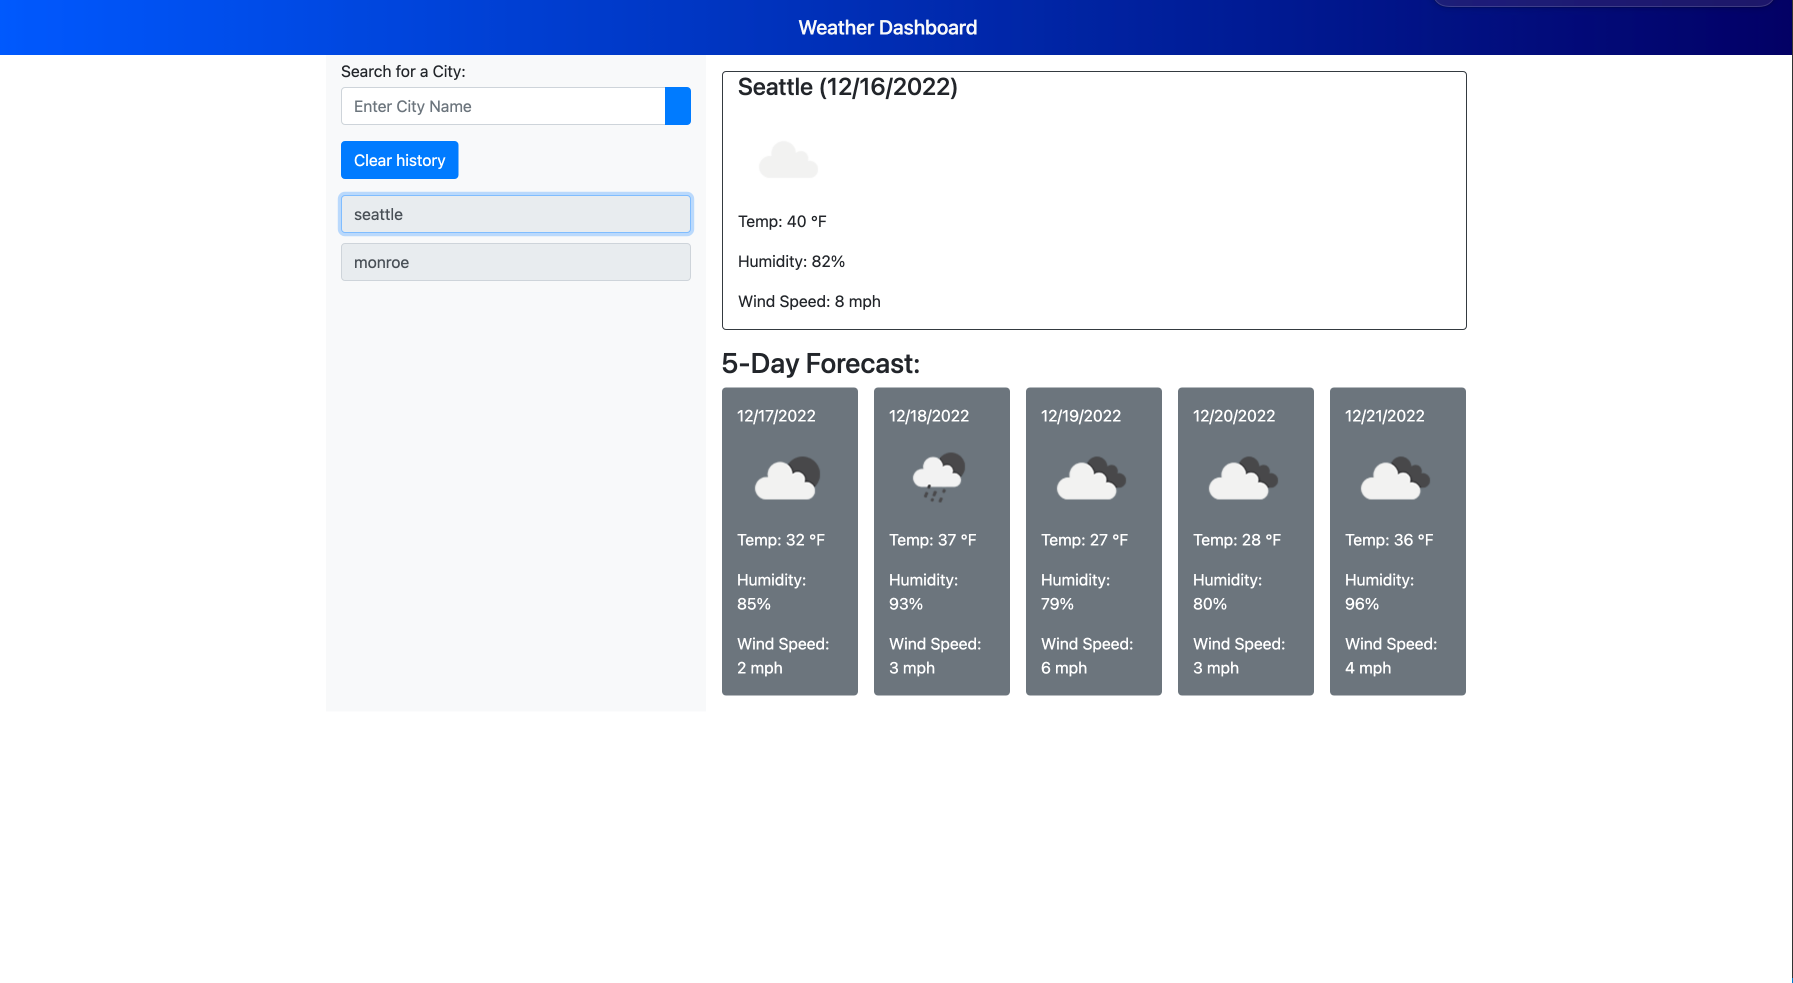 Weather Dashboard
Search for a City:
Enter City Name
Clear history
seattle
monroe
Seattle (12/16/2022)
Temp: 40 °F
Humidity: 82%
Wind Speed: 8 mph
5-Day Forecast:
12/17/2022
Temp: 32 °F
Humidity:
85%
Wind Speed:
2 mph
12/18/2022
Temp: 37 °F
Humidity:
93%
Wind Speed:
3 mph
12/19/2022
Temp: 27 °F
Humidity:
79%
Wind Speed:
6 mph
12/20/2022
Temp: 28 °F
Humidity:
80%
Wind Speed:
3 mph
12/21/2022
Temp: 36 °F
Humidity:
96%
Wind Speed:
4 mph